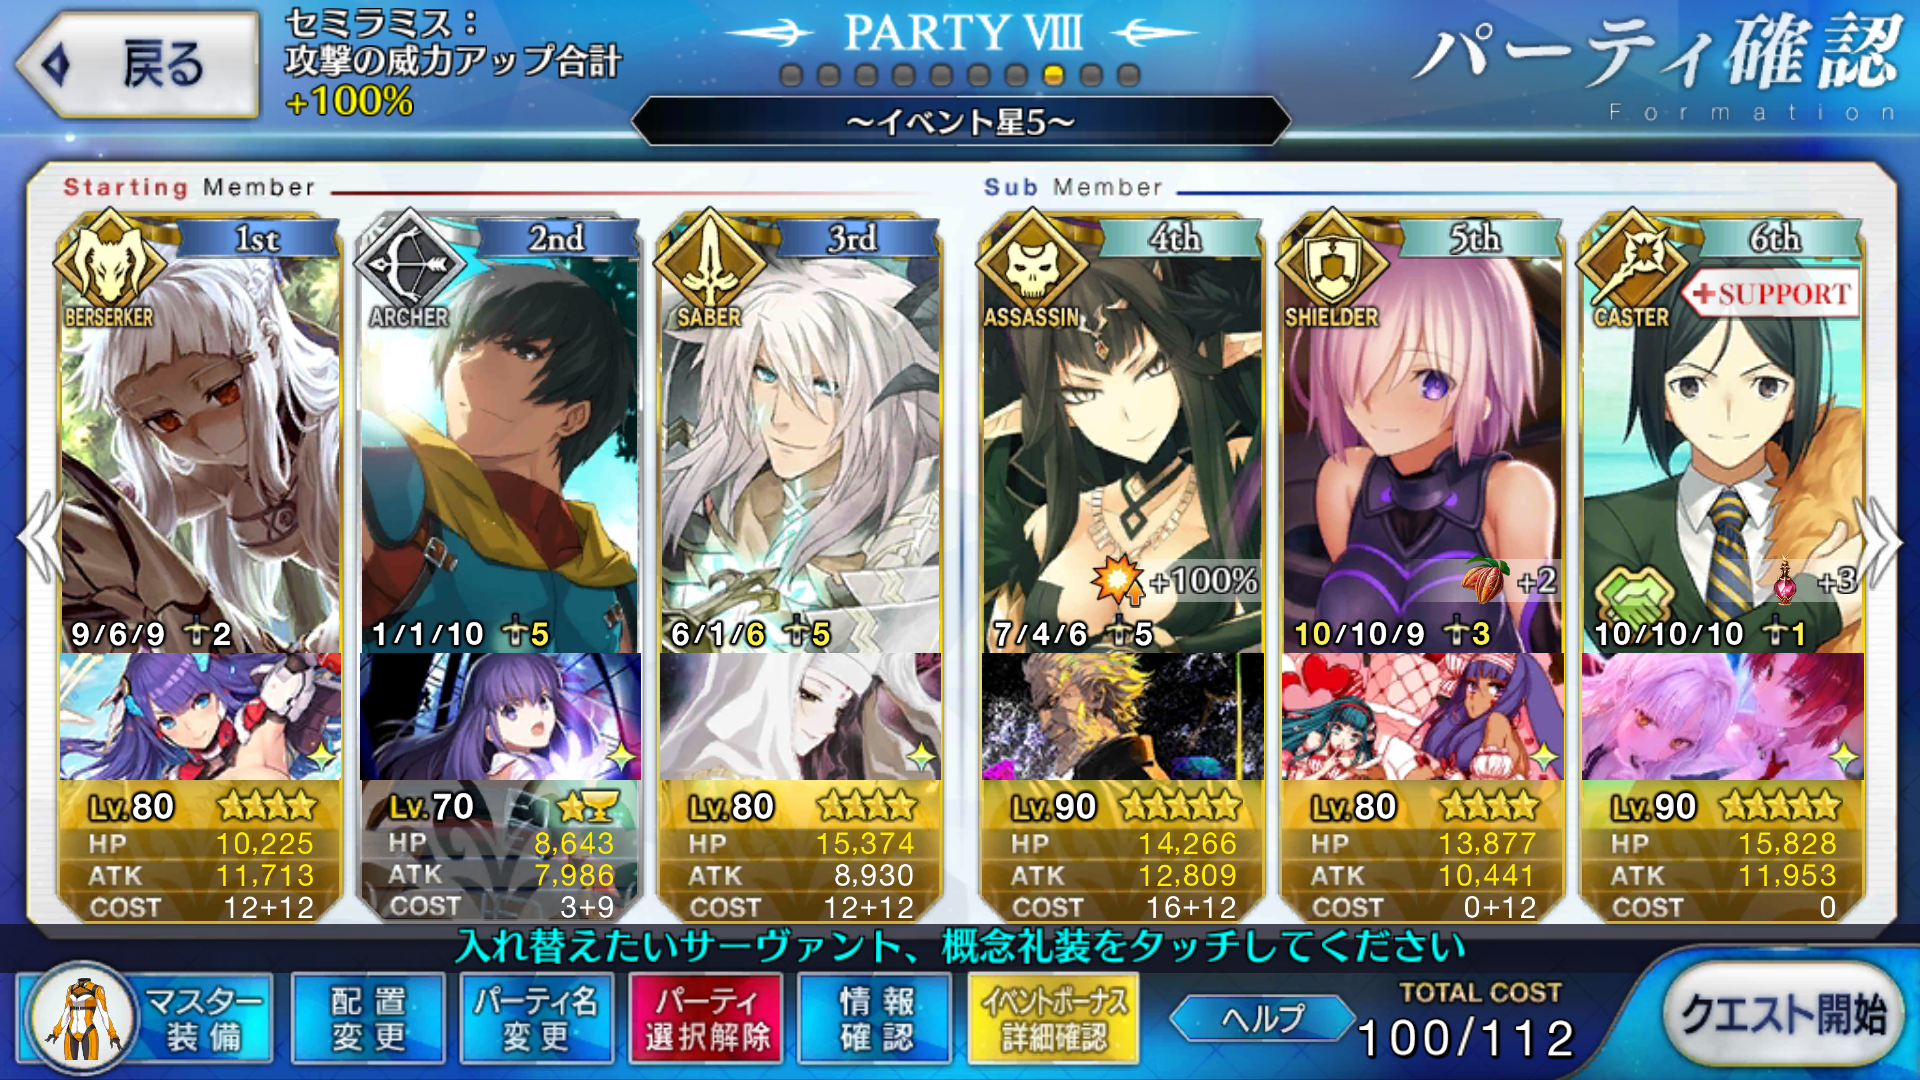 戻る
セミラミス：
攻撃の威力アップ合計
+100%
PARTY Ⅷ
～イベント星5～
パーティ確認
Formation
Starting Member
Sub Member
1st
BERSERKER
9/6/9 2
Lv.80
HP 10,225
ATK 11,713
COST 12+12
2nd
ARCHER
1/1/10 5
Lv.70
HP 8,643
ATK 7,986
COST 3+9
3rd
SABER
6/1/6 5
Lv.80
HP 15,374
ATK 8,930
COST 12+12
4th
ASSASSIN
+100%
7/4/6 5
Lv.90
HP 14,266
ATK 12,809
COST 16+12
5th
SHIELDER
+2
10/10/9 3
Lv.80
HP 13,877
ATK 10,441
COST 0+12
6th
+SUPPORT
CASTER
+3
10/10/10 1
Lv.90
HP 15,828
ATK 11,953
COST 0
入れ替えたいサーヴァント、概念礼装をタッチしてください
マスター
装備
配置
変更
パーティ名
変更
パーティ
選択解除
情報
確認
イベントボーナス
詳細確認
ヘルプ
TOTAL COST
100/112
クエスト開始